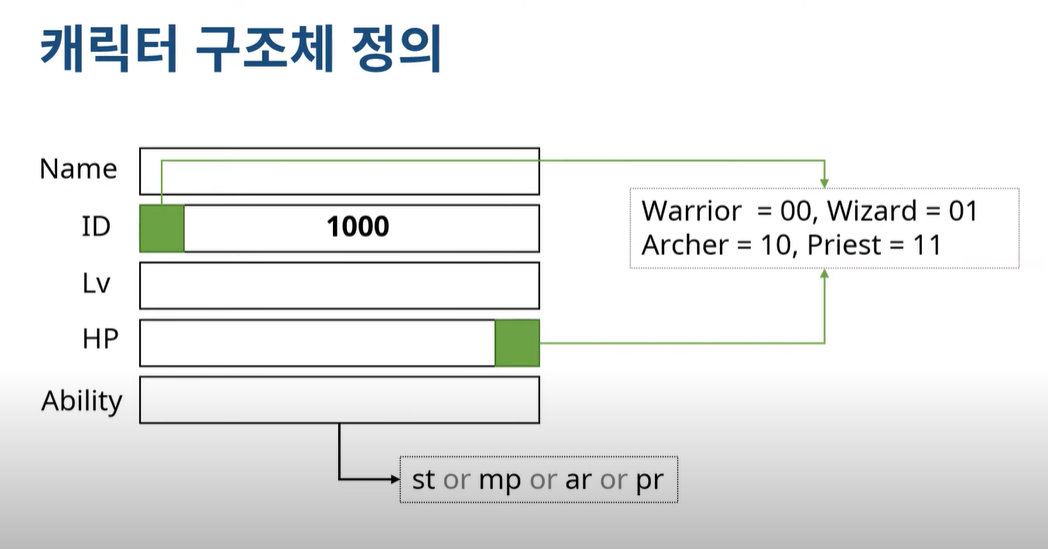 캐릭터 구조체 정의
Name
ID
1000
Lv
HP
Ability
Warrior = 00, Wizard = 01
Archer = 10, Priest = 11
st or mp or ar or pr